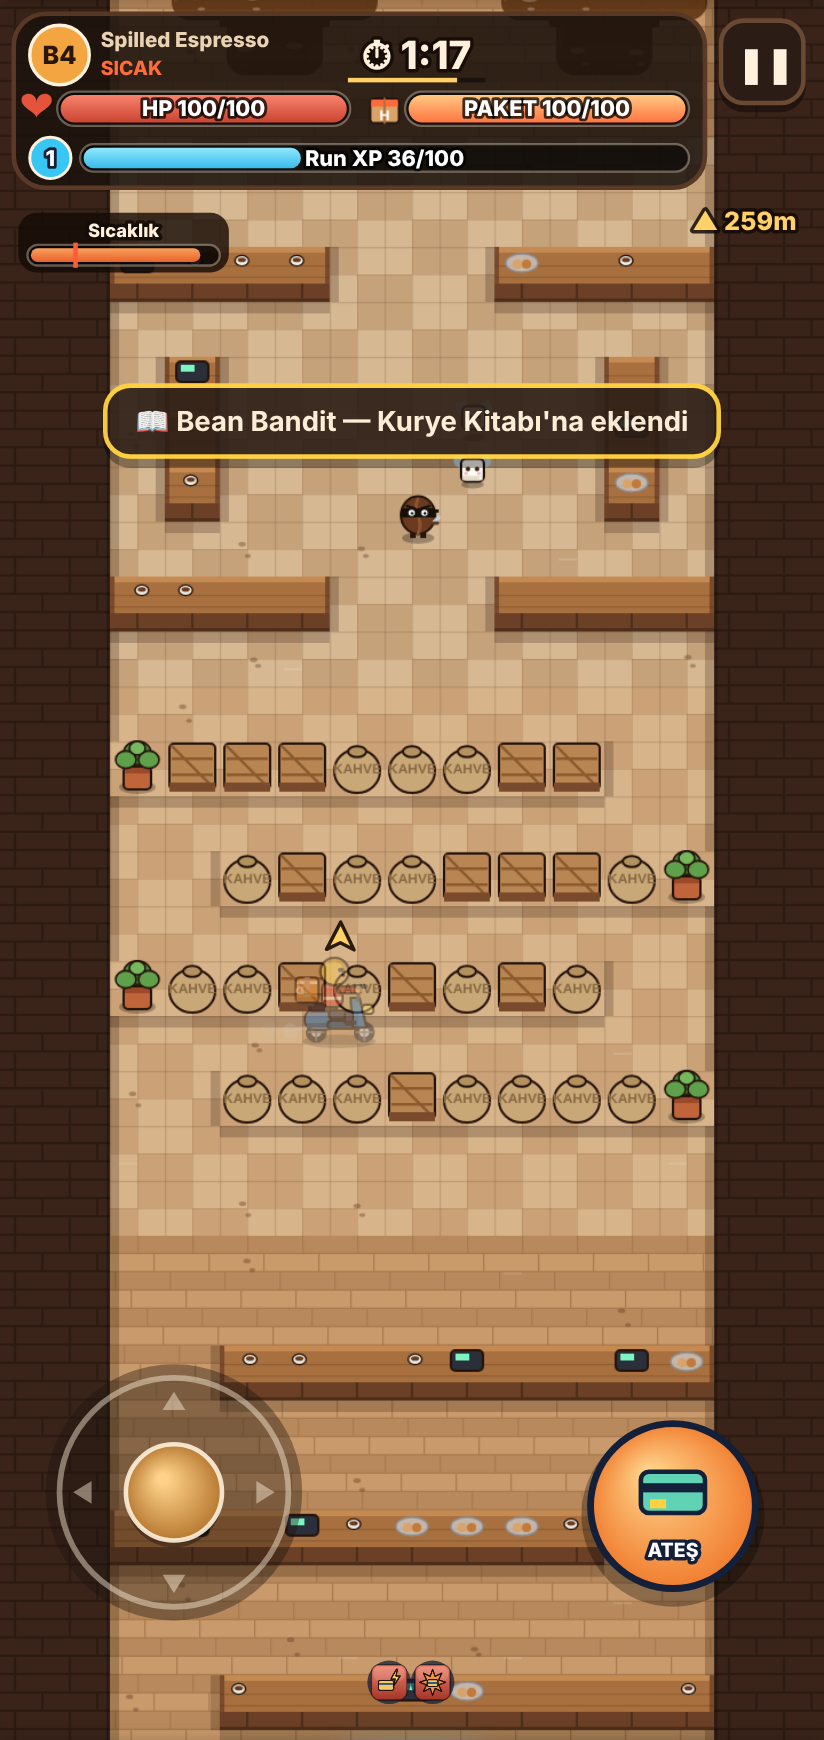 B4
Spilled Espresso
SICAK
1:17
HP 100/100
H
PAKET 100/100
1
Run XP 36/100
Sıcaklık
259m
📖 Bean Bandit — Kurye Kitabı'na eklendi
KAHVE KAHVE KAHVE
KAHVE KAHVE KAHVE KAHVE
KAHVE KAHVE KAHVE KAHVE KAHVE
KAHVE KAHVE KAHVE KAHVE KAHVE KAHVE KAHVE
ATEŞ